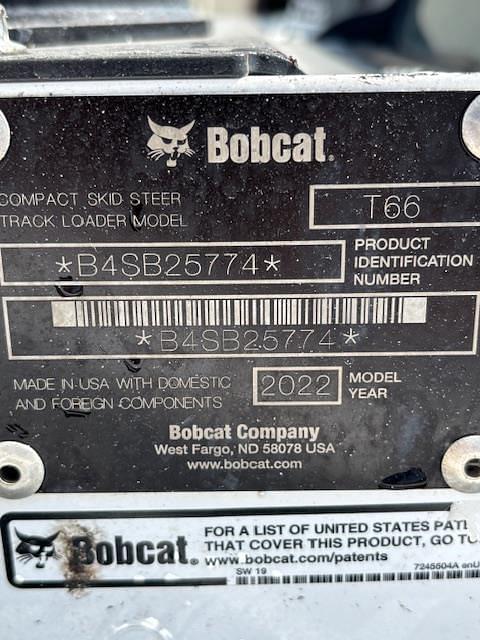 Bobcat.
COMPACT SKID STEER
TRACK LOADER MODEL
T66
*B4SB25774*
PRODUCT
IDENTIFICATION
NUMBER
*B4SB25774*
MADE IN USA WITH DOMESTIC
AND FOREIGN COMPONENTS
2022
MODEL
YEAR
Bobcat Company
West Fargo, ND 58078 USA
www.bobcat.com
Bobcat.
FOR A LIST OF UNITED STATES
THAT COVER THIS PRODUCT, GO
www.bobcat.com/patents
SW 19
7245504A enU